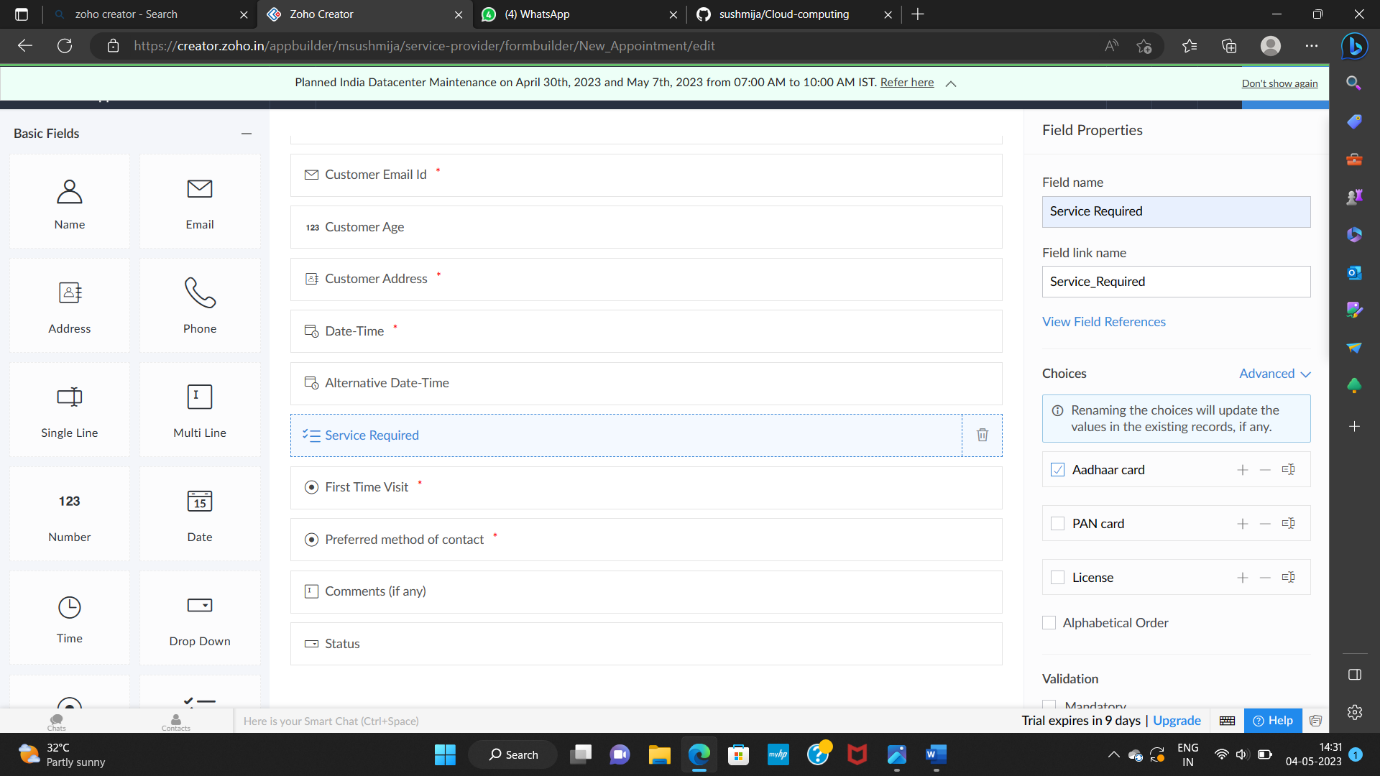 zoho creator - Search
Zoho Creator
(4) WhatsApp
sushmija/Cloud-computing
https://creator.zoho.in/appbuilder/msushmija/service-provider/formbuilder/New_Appointment/edit
Planned India Datacenter Maintenance on April 30th, 2023 and May 7th, 2023 from 07:00 AM to 10:00 AM IST. Refer here
Don't show again
Basic Fields
Name
Email
Address
Phone
Single Line
Multi Line
123
Number
15
Date
Time
Drop Down
Customer Email Id *
123 Customer Age
Customer Address *
Date-Time *
Alternative Date-Time
Service Required
First Time Visit *
Preferred method of contact *
Comments (if any)
Status
Field Properties
Field name
Service Required
Field link name
Service_Required
View Field References
Choices
Advanced
Renaming the choices will update the
values in the existing records, if any.
Aadhaar card
PAN card
License
Alphabetical Order
Validation
Mandatory
Chats
Contacts
Here is your Smart Chat (Ctrl+Space)
Trial expires in 9 days | Upgrade
Help
32°C
Partly sunny
Search
ENG
IN
14:31
04-05-2023
1